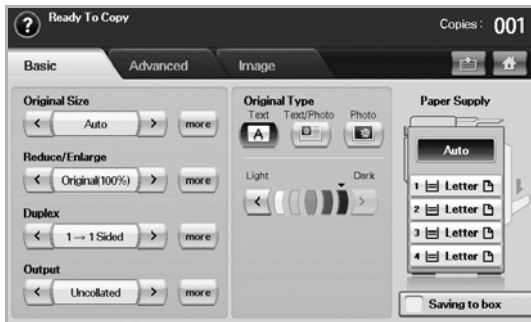 ? Ready To Copy
Copies: 001
Basic Advanced Image
Original Size
< Auto > more
Reduce/Enlarge
< Original(100%) > more
Duplex
< 1 → 1 Sided > more
Output
< Uncollated > more
Original Type
Text Text/Photo Photo
A
Light Dark
< >
Paper Supply
Auto
1 Letter
2 Letter
3 Letter
4 Letter
Saving to box